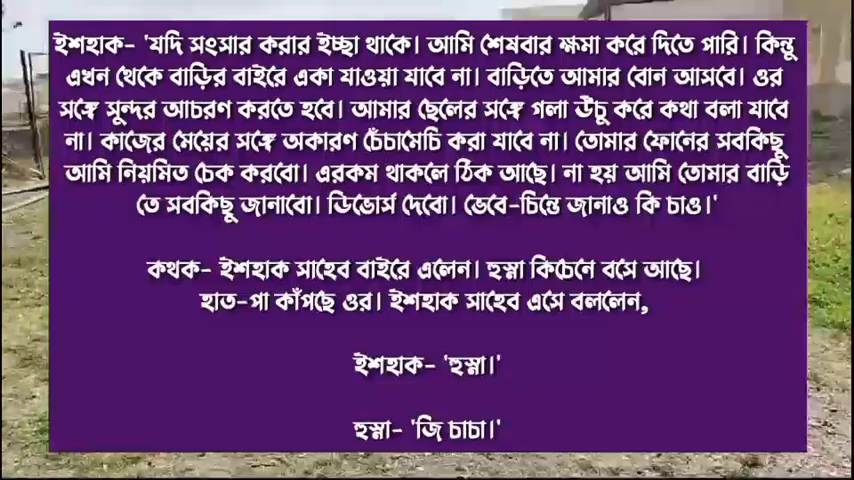 ইশহাক- 'যদি সংসার করার ইচ্ছা থাকে। আমি শেষবার ক্ষমা করে দিতে পারি। কিন্তু
এখন থেকে বাড়ির বাইরে একা যাওয়া যাবে না। বাড়িতে আমার বোন আসবে। ওর
সঙ্গে সুন্দর আচরণ করতে হবে। আমার ছেলের সঙ্গে গলা উঁচু করে কথা বলা যাবে
না। কাজের মেয়ের সঙ্গে অকারণ চেঁচামেচি করা যাবে না। তোমার ফোনের সবকিছু
আমি নিয়মিত চেক করবো। এরকম থাকলে ঠিক আছে। না হয় আমি তোমার বাড়ি
তে সবকিছু জানাবো। ডিভোর্স দেবো। ভেবে-চিন্তে জানাও কি চাও।'
কথক- ইশহাক সাহেব বাইরে এলেন। হুস্না কিচেনে বসে আছে।
হাত-পা কাঁপছে ওর। ইশহাক সাহেব এসে বললেন,
ইশহাক- 'হুস্না।'
হুস্না- 'জি চাচা।'